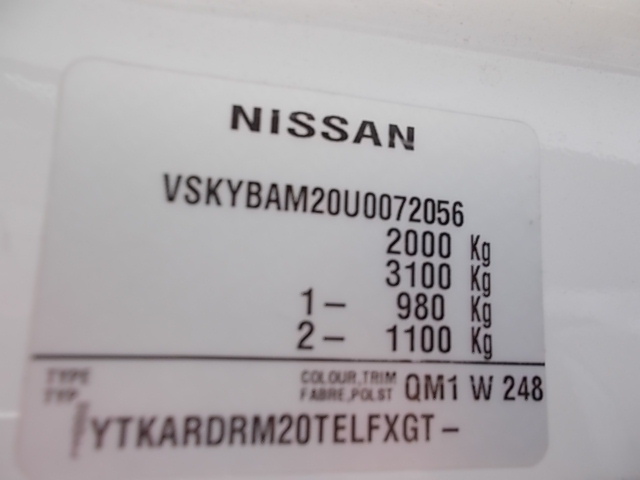 NISSAN
VSKYBAM20U0072056
2000 Kg
3100 Kg
1- 980 Kg
2- 1100 Kg
TYPE COLOUR,TRIM QM1 W 248
TYP FABRE,POLST
YTKARDRM20TELFXGT-